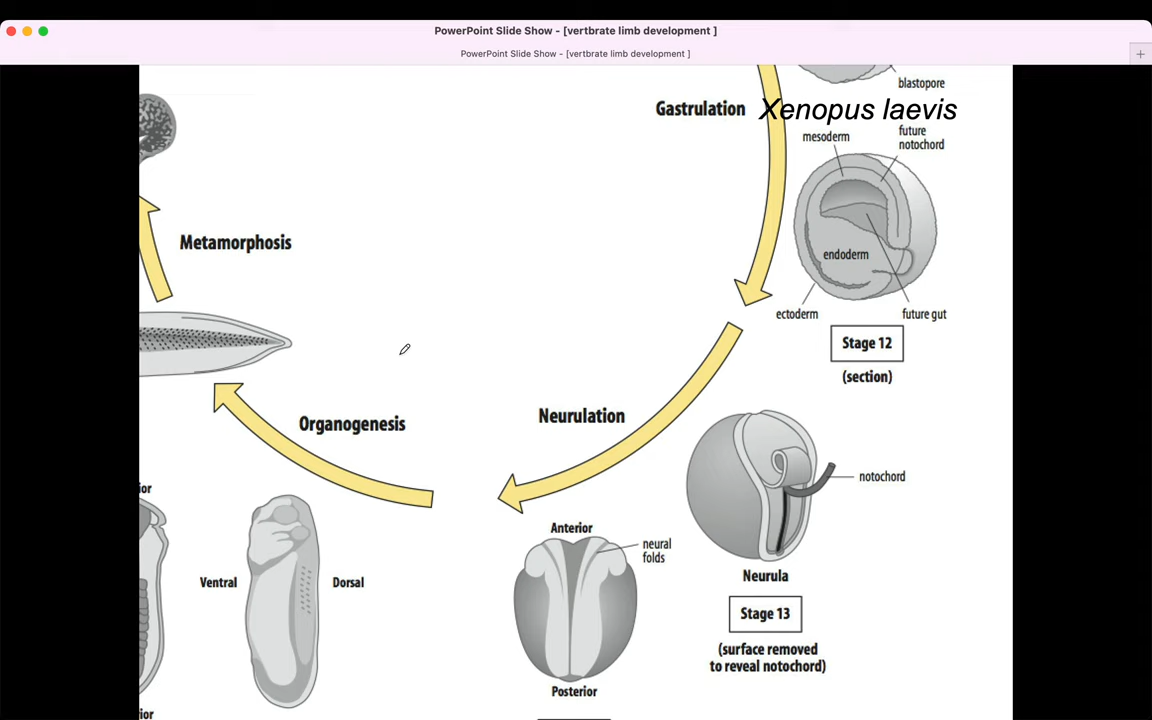 PowerPoint Slide Show - [vertbrate limb development ]
PowerPoint Slide Show - [vertbrate limb development ]
blastopore
Gastrulation
Xenopus laevis
mesoderm
future
notochord
Metamorphosis
endoderm
ectoderm
future gut
Stage 12
(section)
Organogenesis
Neurulation
notochord
ior
Anterior
neural
folds
Ventral
Dorsal
Neurula
Stage 13
(surface removed
to reveal notochord)
Posterior
ior